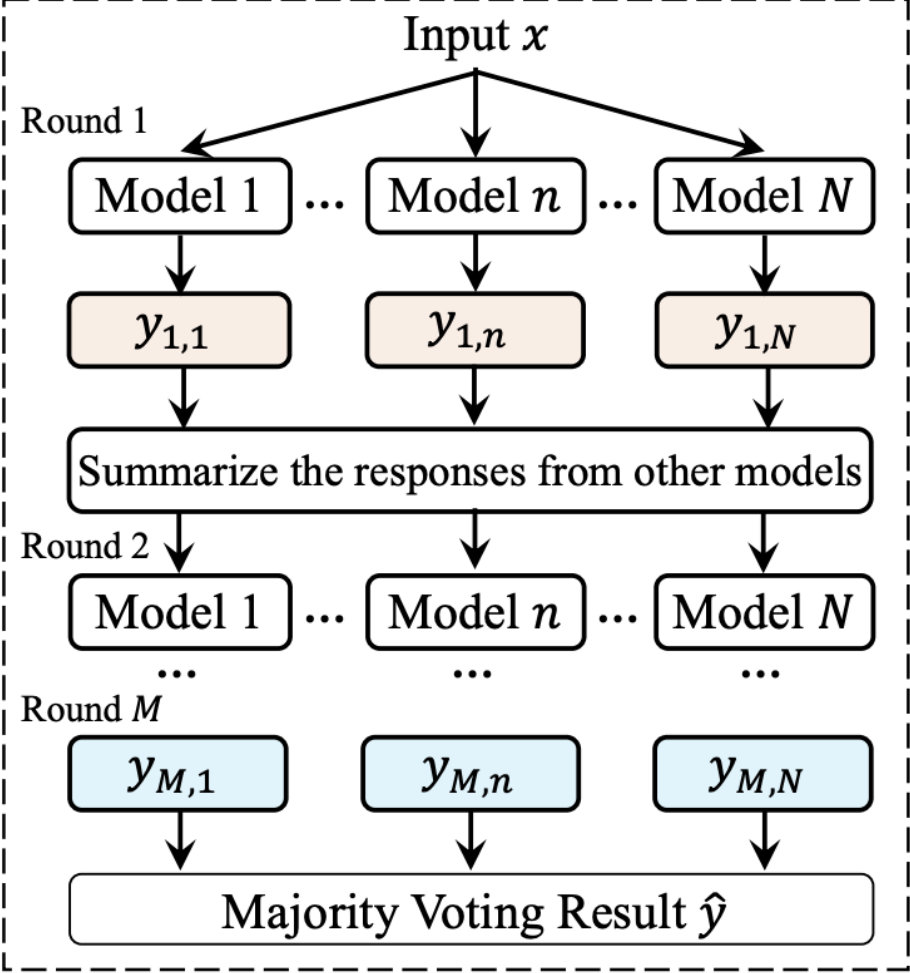 Input x
Round 1
Model 1 ... Model n ... Model N
y1,1 y1,n y1,N
Summarize the responses from other models
Round 2
Model 1 ... Model n ... Model N
... ... ...
Round M
yM,1 yM,n yM,N
Majority Voting Result ŷ